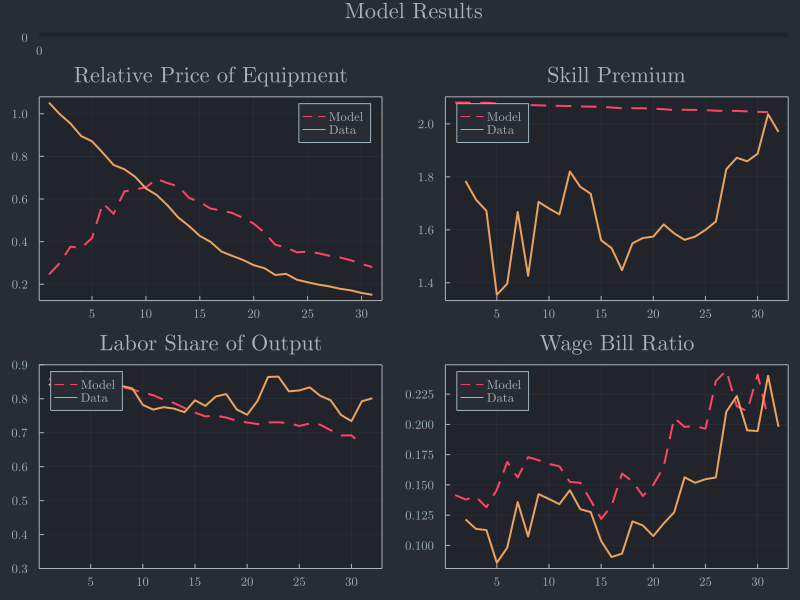 Model Results
0
0
Relative Price of Equipment
Model
Data
1.0
0.8
0.6
0.4
0.2
5 10 15 20 25 30
Skill Premium
Model
Data
2.0
1.8
1.6
1.4
5 10 15 20 25 30
Labor Share of Output
Model
Data
0.9
0.8
0.7
0.6
0.5
0.4
0.3
5 10 15 20 25 30
Wage Bill Ratio
Model
Data
0.225
0.200
0.175
0.150
0.125
0.100
5 10 15 20 25 30